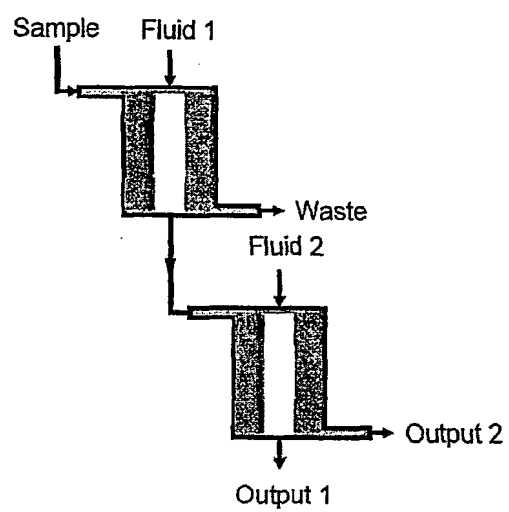 Sample
Fluid 1
Waste
Fluid 2
Output 2
Output 1